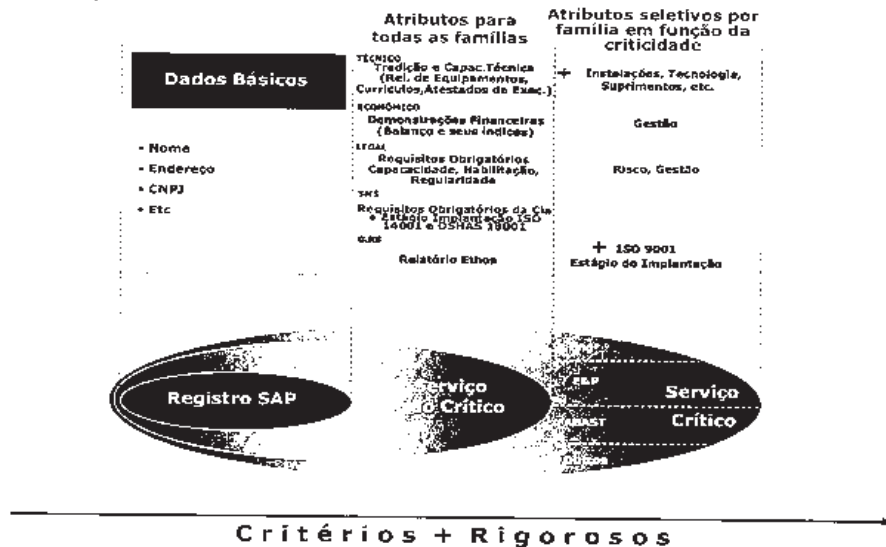 Atributos para
todas as famílias
Atributos seletivos por
família em função da
criticidade
Dados Básicos
- Nome
- Endereço
- CNPJ
- Etc
TÉCNICO
Tradição e Capac.Técnica
(Rel. de Equipamentos,
Currículos,Atestados de Exec.)
ECONÔMICO
Demonstrações Financeiras
(Balanço e seus índices)
LEGAL
Requisitos Obrigatórios
Capacacidade, Habilitação,
Regularidade
SMS
Requisitos Obrigatórios da Cia
+ Estágio Implantação ISO
14001 e OSHAS 18001
Relatório Ethos
+ Instalações, Tecnologia,
Suprimentos, etc.
Gestão
Risco, Gestão
+ ISO 9001
Estágio de Implantação
Registro SAP
erviço
o Crítico
E&P
ABAST
Serviço
Crítico
Critérios + Rigorosos